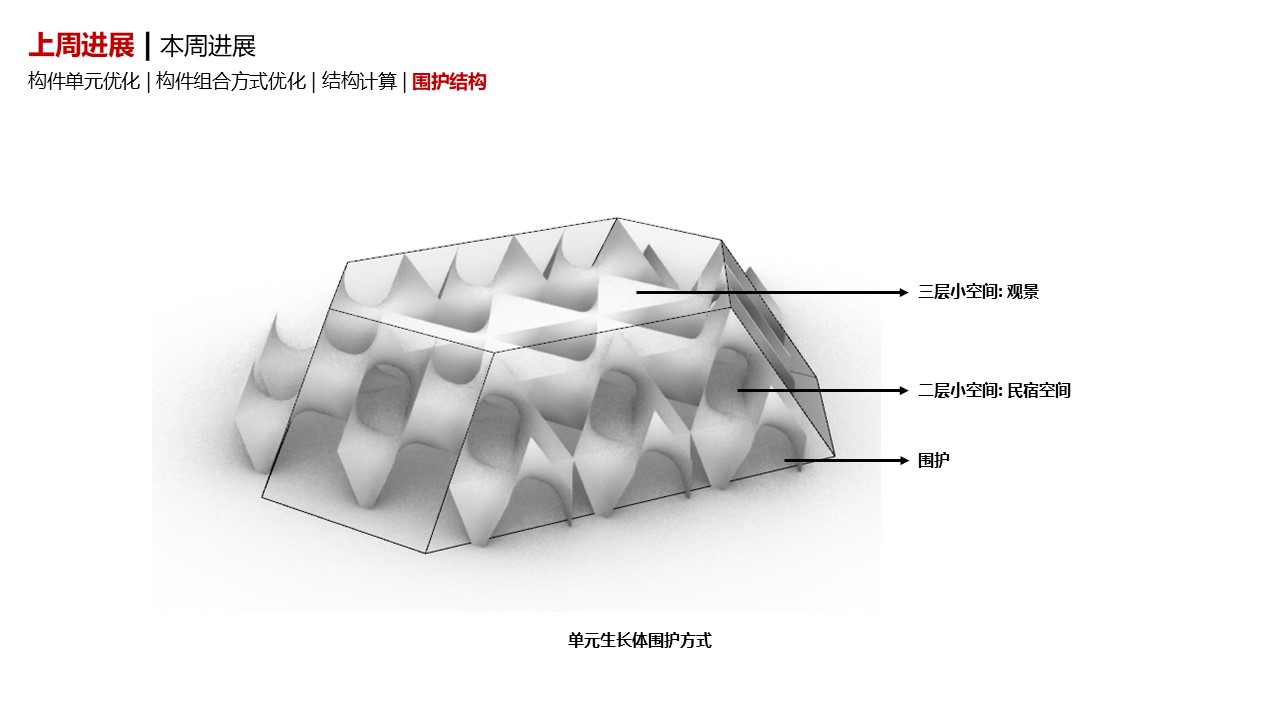 上周进展 | 本周进展
构件单元优化 | 构件组合方式优化 | 结构计算 | 围护结构
三层小空间: 观景
二层小空间: 民宿空间
围护
单元生长体围护方式